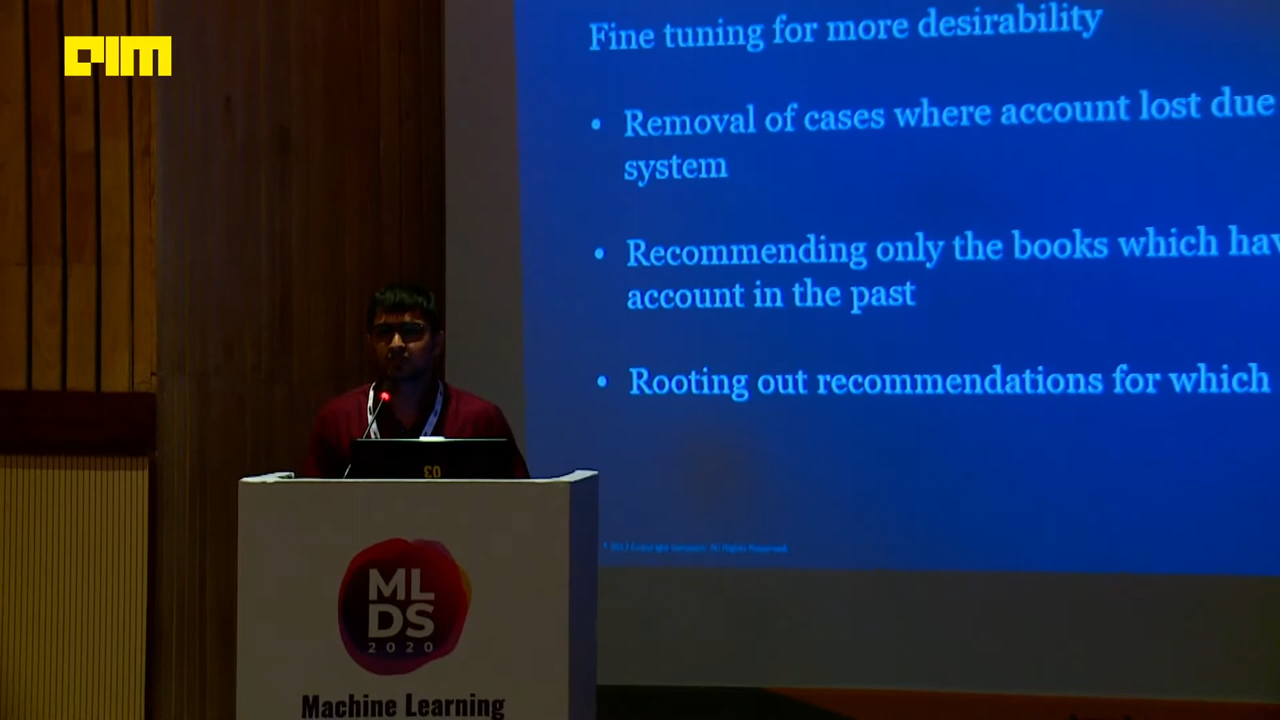 AIM
Fine tuning for more desirability
• Removal of cases where account lost due
system
• Recommending only the books which hav
account in the past
• Rooting out recommendations for which
03
ML
DS
2020
Machine Learning